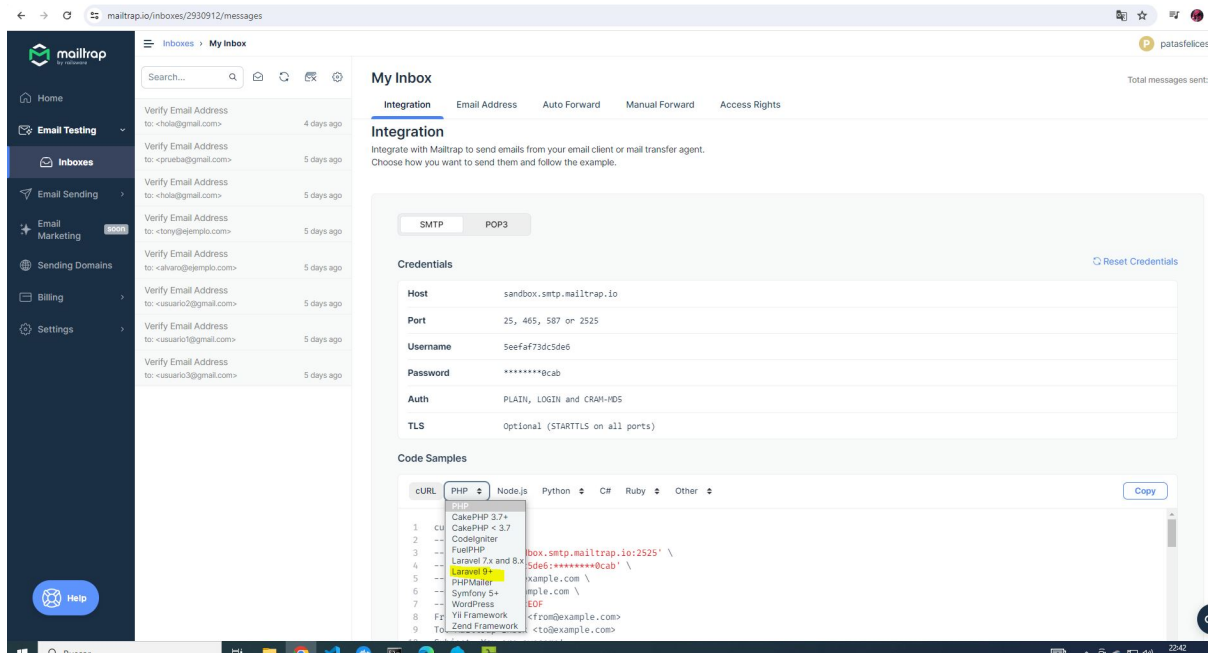 mailtrap.io/inboxes/2930912/messages
mailtrap
Inboxes › My Inbox
patasfelices
Search...
My Inbox
Total messages sent:
Home
Email Testing
Inboxes
Email Sending
Email Marketing
soon
Sending Domains
Billing
Settings
Help
Verify Email Address
to: <hola@gmail.com> 4 days ago
Verify Email Address
to: <prueba@gmail.com> 5 days ago
Verify Email Address
to: <hola@gmail.com> 5 days ago
Verify Email Address
to: <tony@ejemplo.com> 5 days ago
Verify Email Address
to: <alvaro@ejemplo.com> 5 days ago
Verify Email Address
to: <usuario2@gmail.com> 5 days ago
Verify Email Address
to: <usuario1@gmail.com> 5 days ago
Verify Email Address
to: <usuario3@gmail.com> 5 days ago
Integration Email Address Auto Forward Manual Forward Access Rights
Integration
Integrate with Mailtrap to send emails from your email client or mail transfer agent.
Choose how you want to send them and follow the example.
SMTP POP3
Credentials Reset Credentials
Host sandbox.smtp.mailtrap.io
Port 25, 465, 587 or 2525
Username 5eefaf73dc5de6
Password ********0cab
Auth PLAIN, LOGIN and CRAM-MD5
TLS Optional (STARTTLS on all ports)
Code Samples
cURL PHP Node.js Python C# Ruby Other Copy
PHP
CakePHP 3.7+
CakePHP < 3.7
CodeIgniter
FuelPHP
Laravel 7.x and 8.x
Laravel 9+
PHPMailer
Symfony 5+
WordPress
Yii Framework
Zend Framework
1 cu
2 --
3 -- box.smtp.mailtrap.io:2525' \
4 -- 5de6:********0cab' \
5 -- xample.com \
6 -- mple.com \
7 -- EOF
8 Fr <from@example.com>
9 To <to@example.com>
22:42